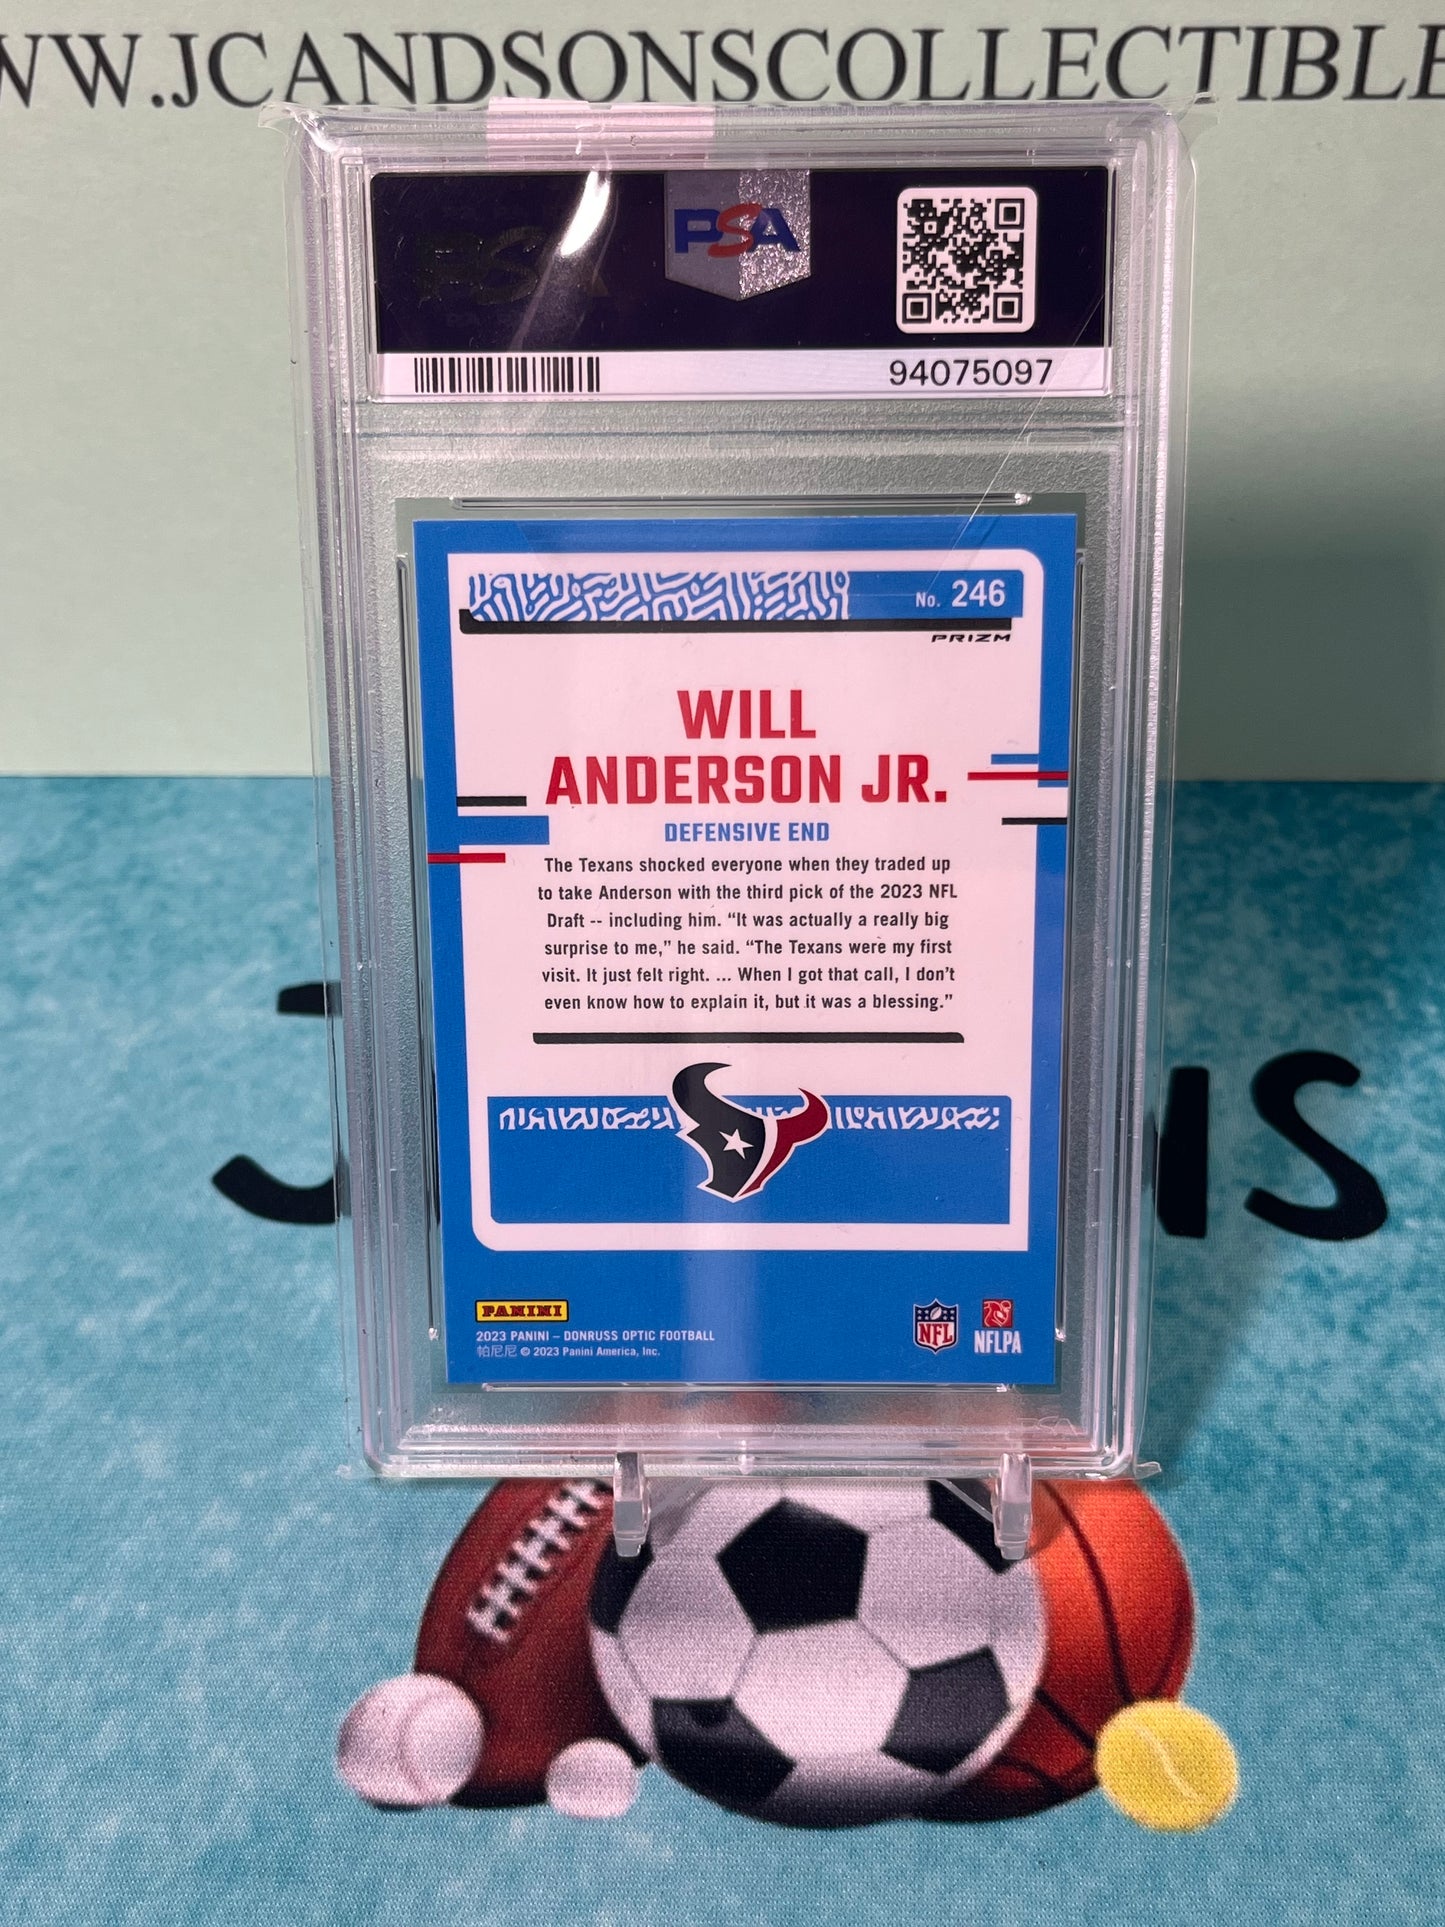 WW.JCANDSONSCOLLECTIBLE
PSA
PSA
94075097
No. 246
PRIZM
WILL
ANDERSON JR.
DEFENSIVE END
The Texans shocked everyone when they traded up
to take Anderson with the third pick of the 2023 NFL
Draft -- including him. “It was actually a really big
surprise to me,” he said. “The Texans were my first
visit. It just felt right. ... When I got that call, I don’t
even know how to explain it, but it was a blessing.”
PANINI
2023 PANINI – DONRUSS OPTIC FOOTBALL
帕尼尼 © 2023 Panini America, Inc.
NFL
NFLPA